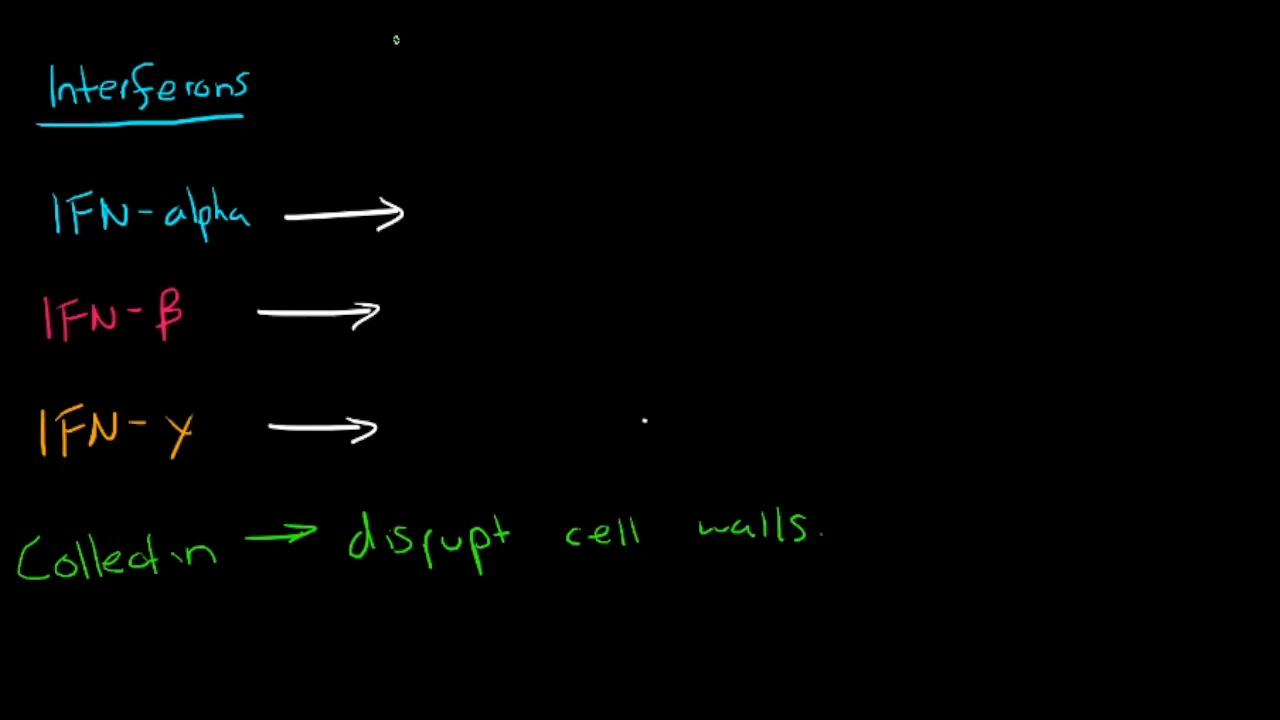 Interferons
IFN-alpha →
IFN-β →
IFN-γ →
Collectin → disrupt cell walls.